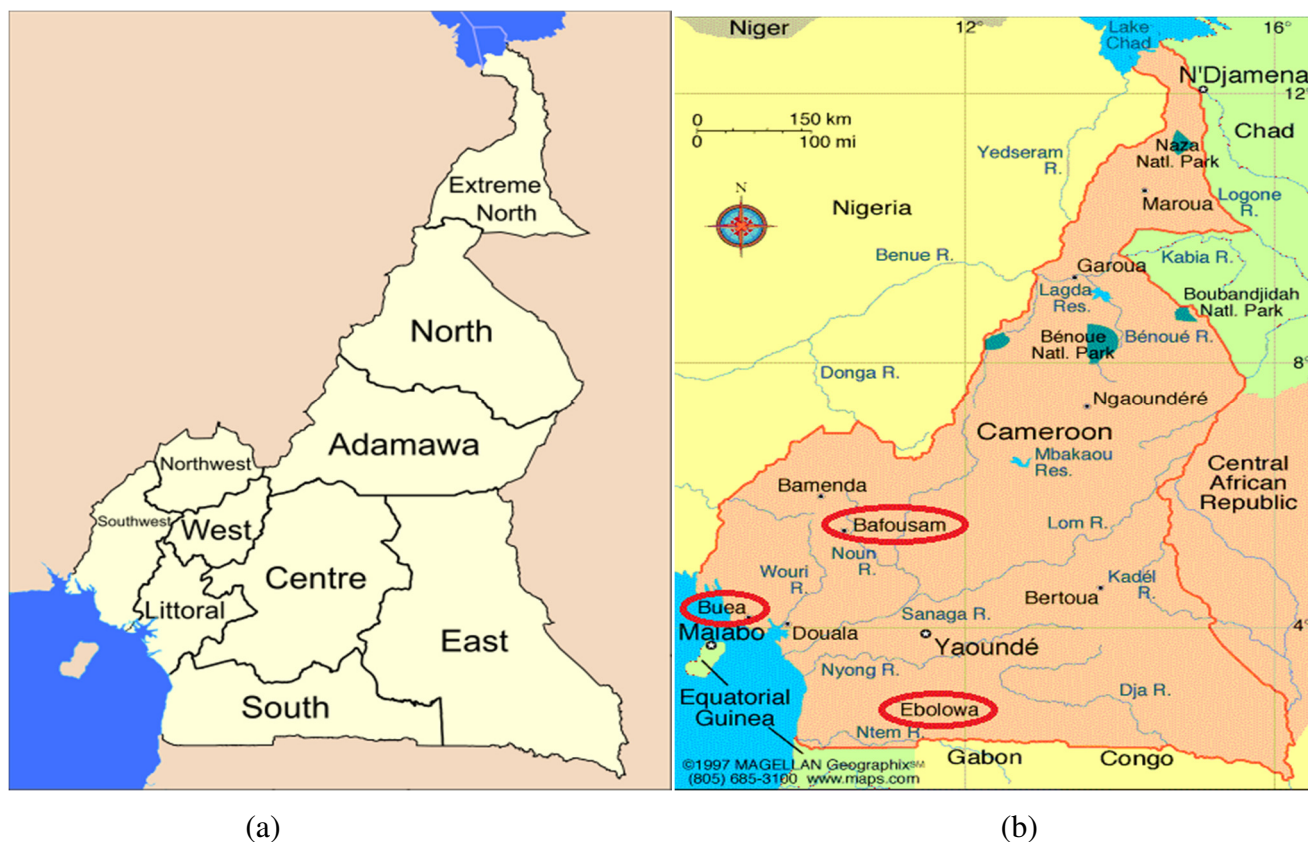 Extreme
North
North
Adamawa
Northwest
Southwest
West
Centre
Littoral
East
South
(a)
Niger
12°
Lake
Chad
16°
N'Djamena
12°
0 150 km
0 100 mi
Chad
Yedseram
R.
Naza
Natl. Park
N
Nigeria
Maroua
Logone
R.
Benue R.
Kabia R.
Garoua
Lagda
Res.
Boubandjidah
Natl. Park
Bénoue
Natl. Park
Bénoué R.
Donga R.
8°
Ngaoundéré
Cameroon
Mbakaou
Res.
Central
African
Republic
Bamenda
Bafousam
Lom R.
Noun
R.
Wouri
R.
Kadél
R.
Buea
Sanaga R.
Bertoua
Malabo
Douala
Yaoundé
4°
Nyong R.
Equatorial
Guinea
Ebolowa
Dja R.
Ntem R.
©1997 MAGELLAN Geographix℠
(805) 685-3100 www.maps.com
Gabon
Congo
(b)